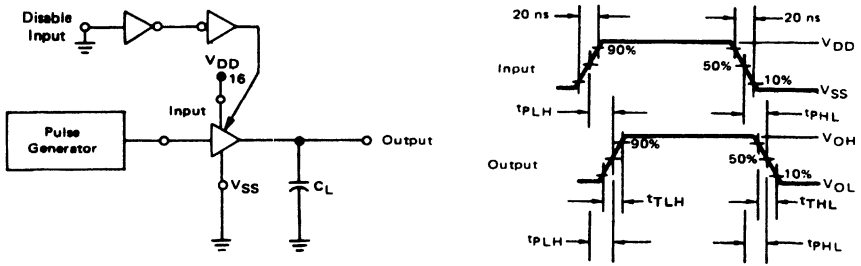 Disable
Input
VDD
16
Input
Pulse
Generator
Output
VSS
CL
20 ns
20 ns
VDD
90%
Input
50%
10%
VSS
tPLH
tPHL
VOH
90%
Output
50%
10%
VOL
tTLH
tTHL
tPLH
tPHL